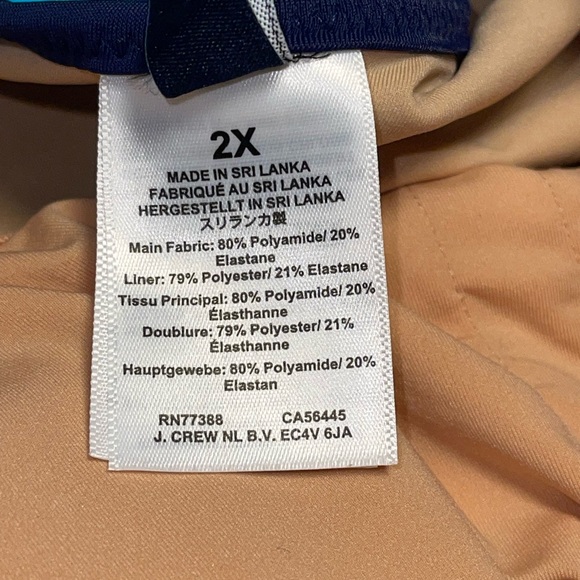 2X
MADE IN SRI LANKA
FABRIQUÉ AU SRI LANKA
HERGESTELLT IN SRI LANKA
スリランカ製
Main Fabric: 80% Polyamide/ 20%
Elastane
Liner: 79% Polyester/ 21% Elastane
Tissu Principal: 80% Polyamide/ 20%
Élasthanne
Doublure: 79% Polyester/ 21%
Élasthanne
Hauptgewebe: 80% Polyamide/ 20%
Elastan
RN77388 CA56445
J. CREW NL B.V. EC4V 6JA